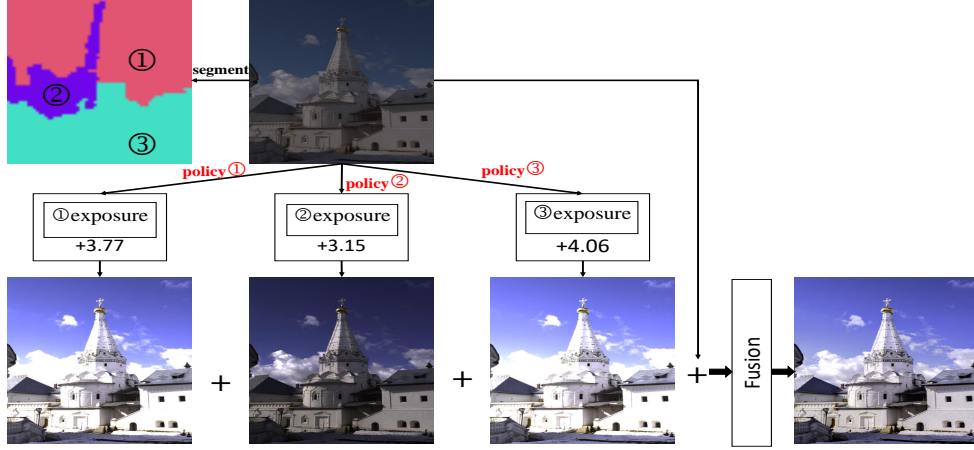 ①
segment
②
③
policy①
policy②
policy③
①exposure
+3.77
②exposure
+3.15
③exposure
+4.06
+
+
+
Fusion